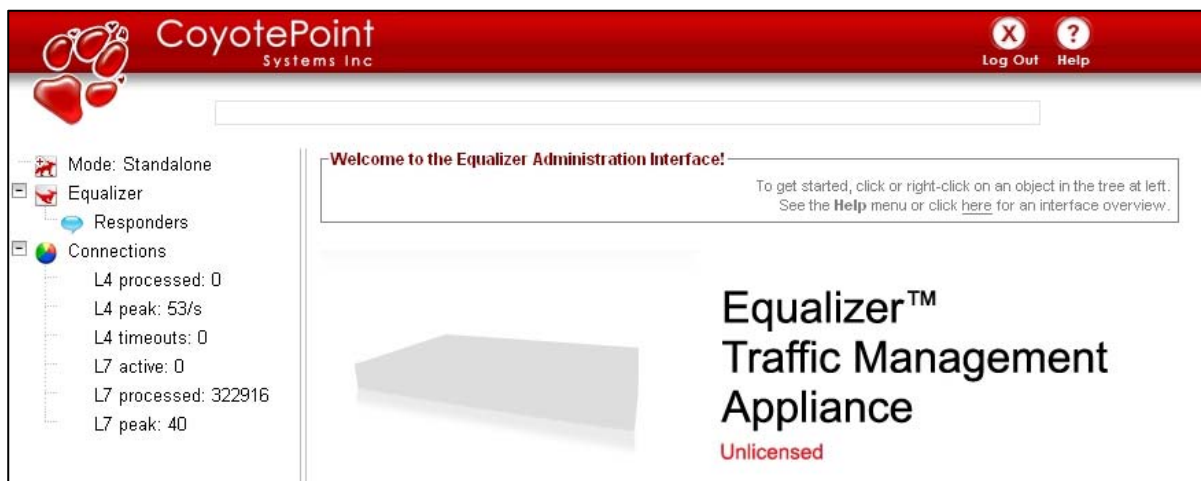 CoyotePoint
Systems Inc
X
?
Log Out
Help
Mode: Standalone
Equalizer
Responders
Connections
L4 processed: 0
L4 peak: 53/s
L4 timeouts: 0
L7 active: 0
L7 processed: 322916
L7 peak: 40
Welcome to the Equalizer Administration Interface!
To get started, click or right-click on an object in the tree at left.
See the Help menu or click here for an interface overview.
Equalizer™
Traffic Management
Appliance
Unlicensed